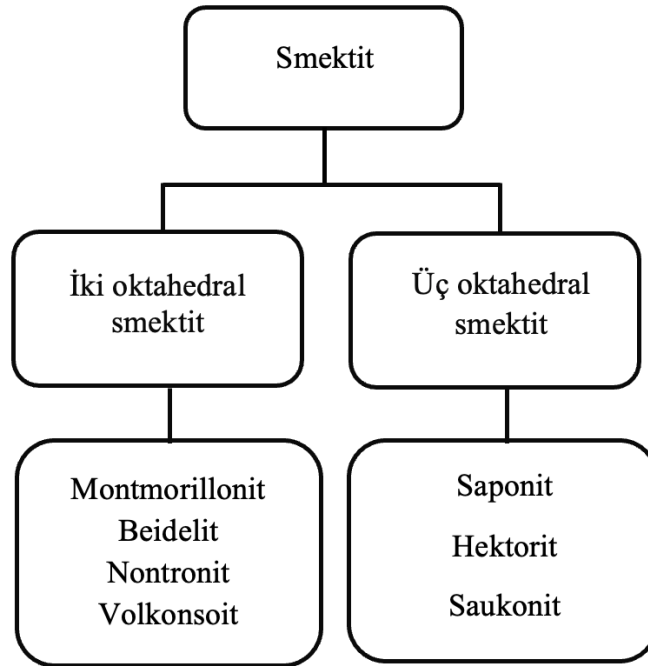 Smektit
İki oktahedral
smektit
Üç oktahedral
smektit
Montmorillonit
Beidelit
Nontronit
Volkonsoit
Saponit
Hektorit
Saukonit